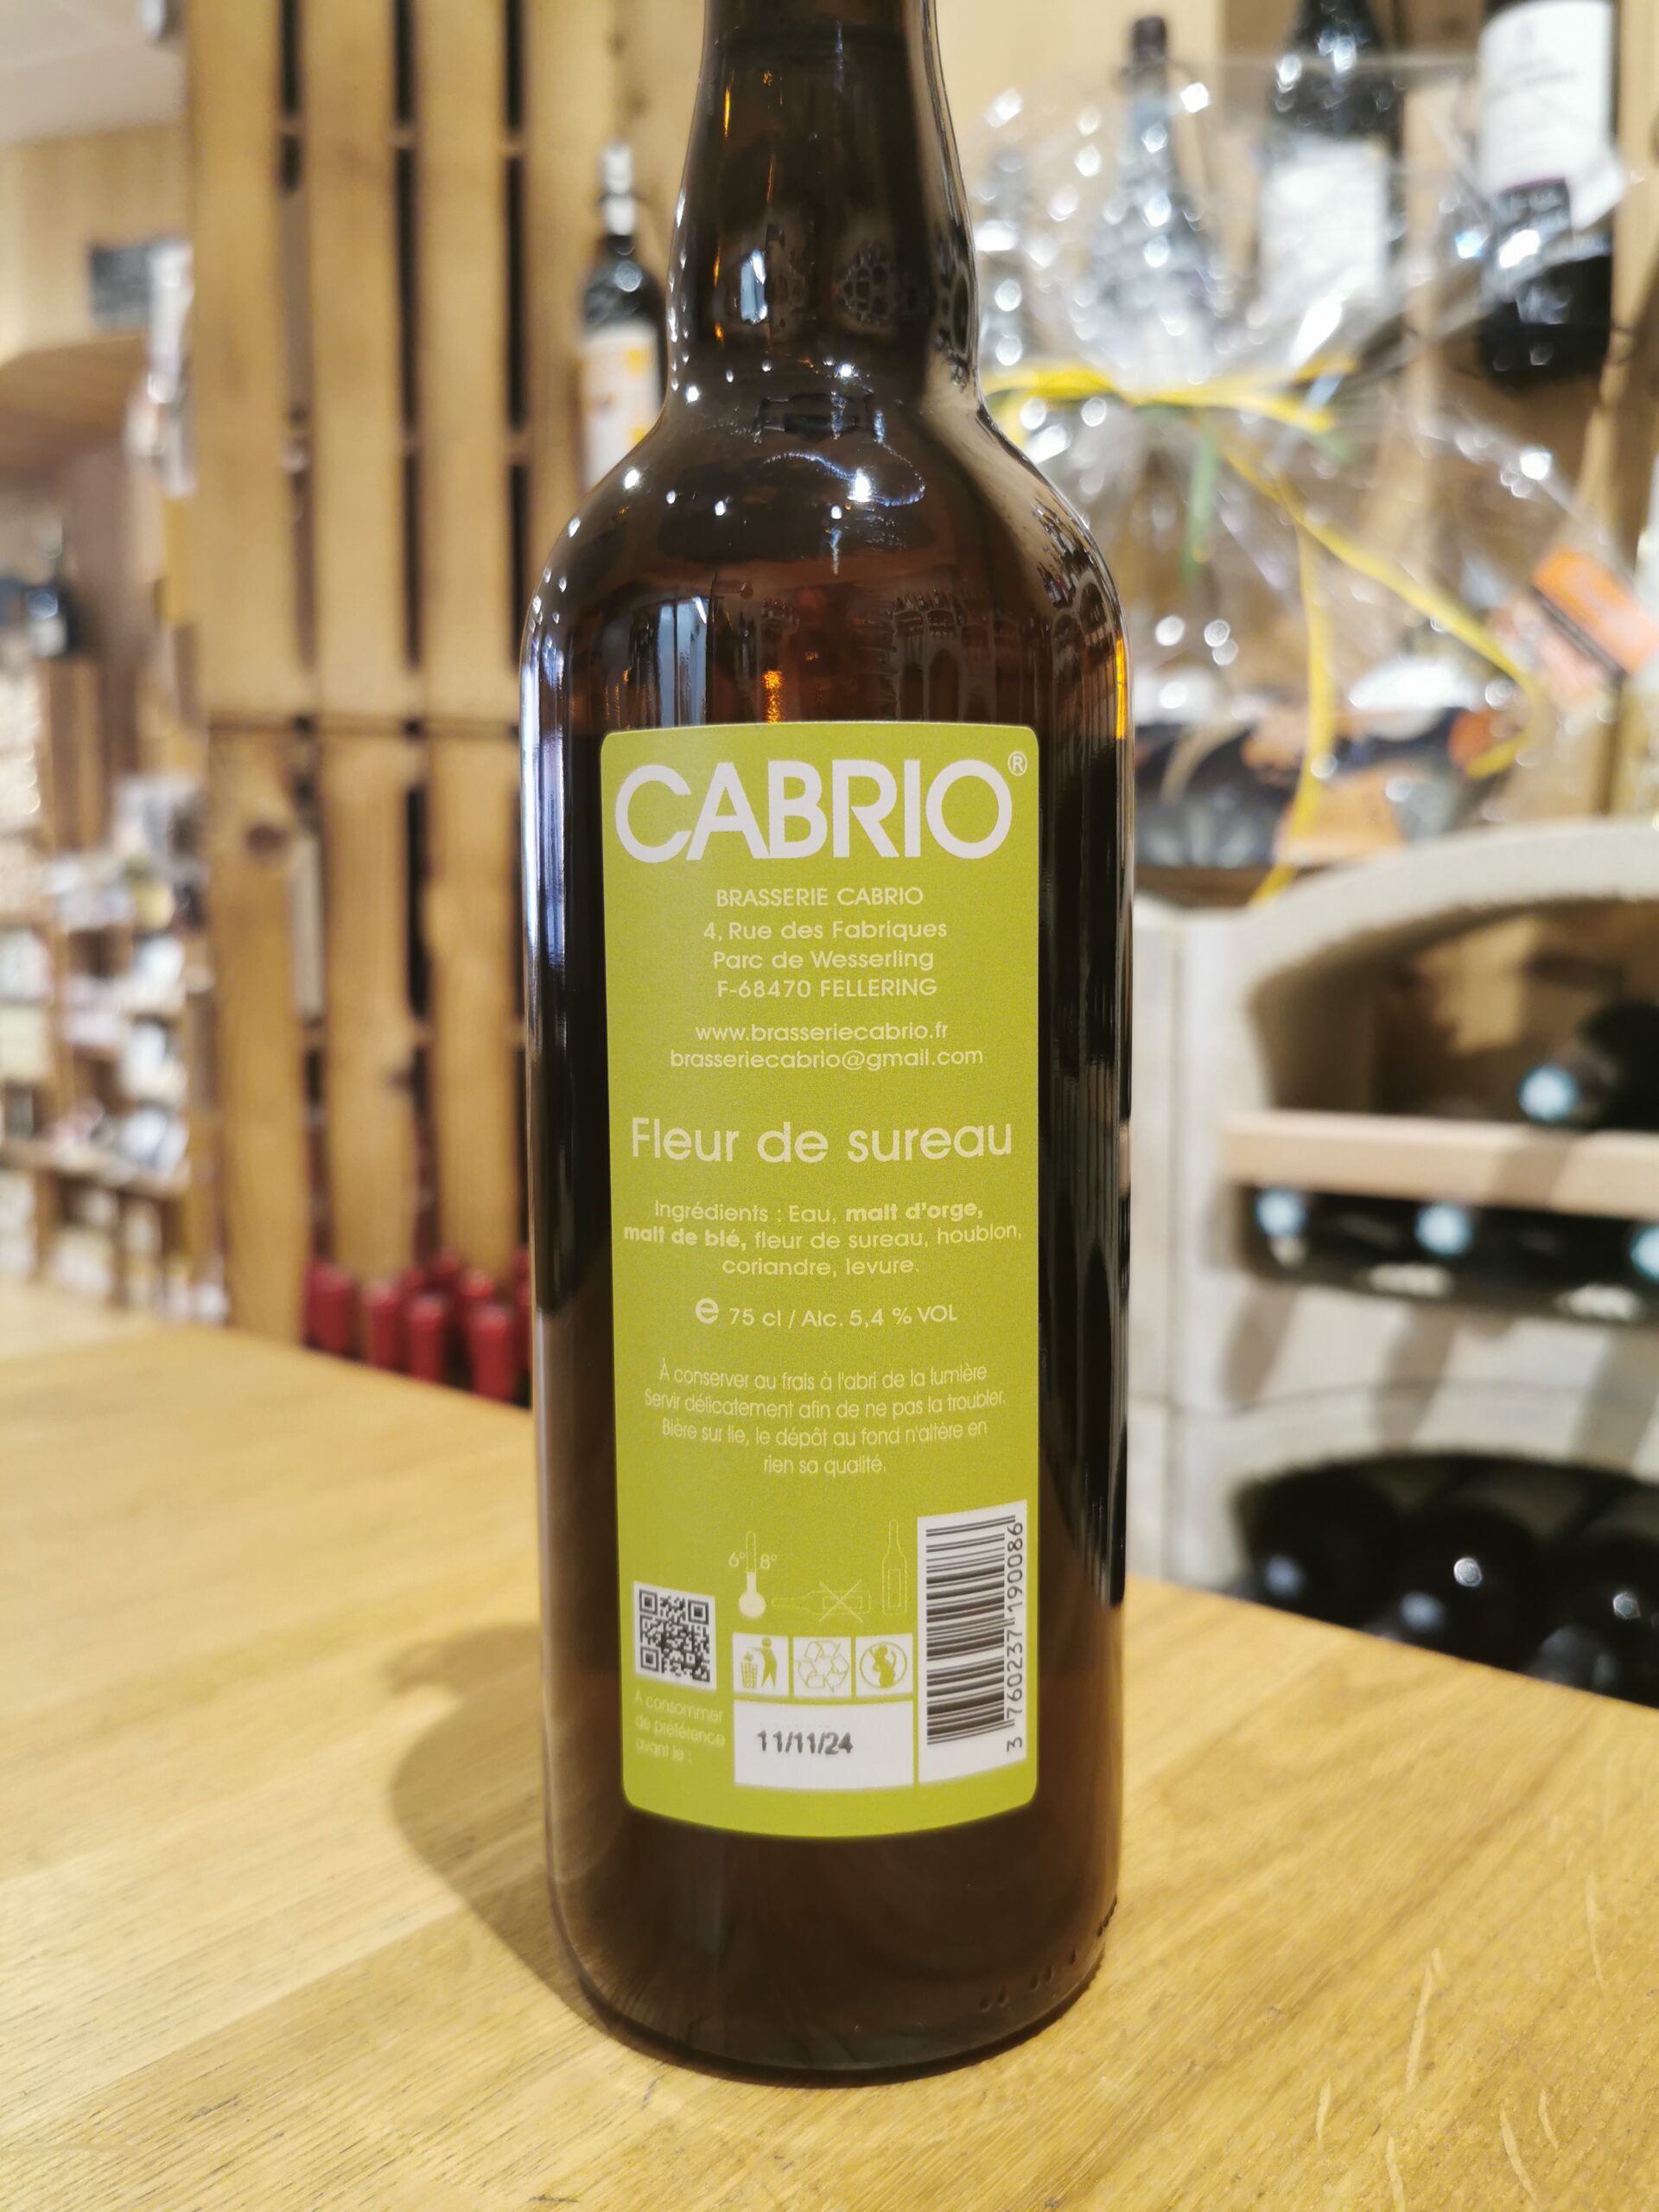 CABRIO®
BRASSERIE CABRIO
4, Rue des Fabriques
Parc de Wesserling
F-68470 FELLERING
www.brasseriecabrio.fr
brasseriecabrio@gmail.com
Fleur de sureau
Ingrédients : Eau, malt d'orge,
malt de blé, fleur de sureau, houblon,
coriandre, levure.
℮ 75 cl / Alc. 5,4 % VOL
À conserver au frais à l'abri de la lumière
Servir délicatement afin de ne pas la troubler.
Bière sur lie, le dépôt au fond n'altère en
rien sa qualité.
6° 8°
A consommer
de préférence
avant le :
11/11/24
3 760237 190086